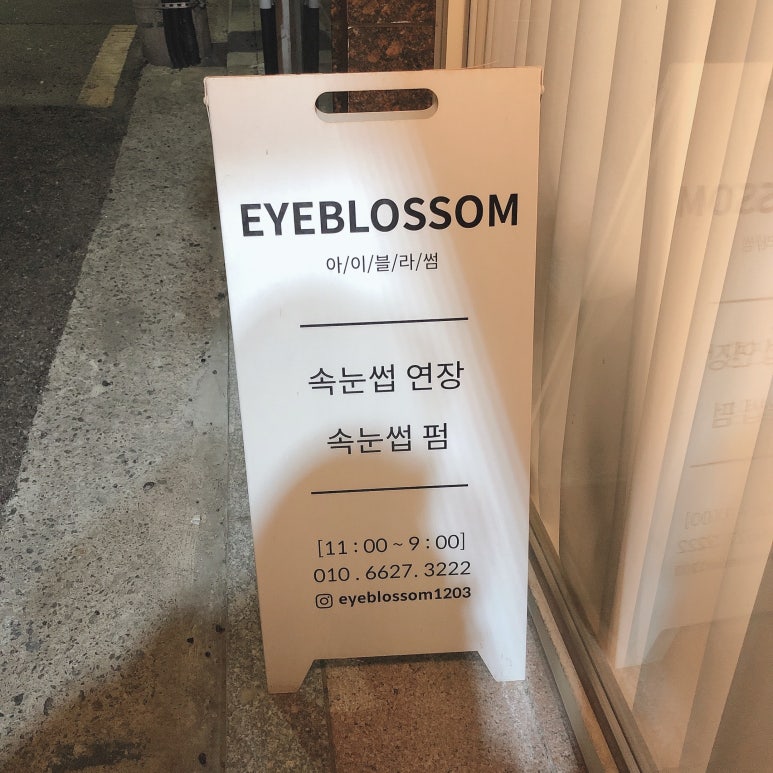 EYEBLOSSOM
아/이/블/라/썸
속눈썹 연장
속눈썹 펌
[11 : 00 ~ 9 : 00]
010 . 6627. 3222
eyeblossom1203